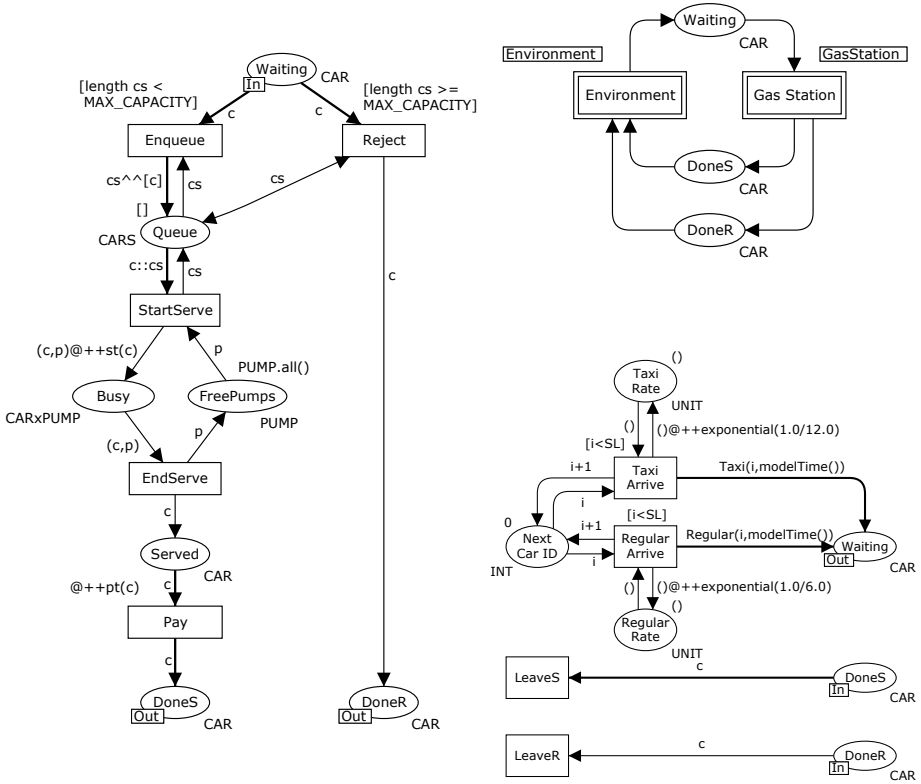 Waiting
In
CAR
[length cs <
MAX_CAPACITY]
[length cs >=
MAX_CAPACITY]
c
c
Enqueue
Reject
cs^^[c]
cs
cs
[]
Queue
CARS
c::cs
cs
c
StartServe
(c,p)@++st(c)
p
PUMP.all()
Busy
FreePumps
CARxPUMP
PUMP
(c,p)
p
EndServe
c
Served
CAR
@++pt(c)
c
Pay
c
DoneS
Out
CAR
DoneR
Out
CAR
Waiting
CAR
Environment
GasStation
Environment
Gas Station
DoneS
CAR
DoneR
CAR
()
Taxi
Rate
UNIT
()
()@++exponential(1.0/12.0)
[i<SL]
i+1
Taxi
Arrive
Taxi(i,modelTime())
i
[i<SL]
0
i+1
Next
Car ID
Regular
Arrive
Regular(i,modelTime())
Waiting
Out
CAR
i
INT
()
()@++exponential(1.0/6.0)
()
Regular
Rate
UNIT
c
LeaveS
DoneS
In
CAR
c
LeaveR
DoneR
In
CAR